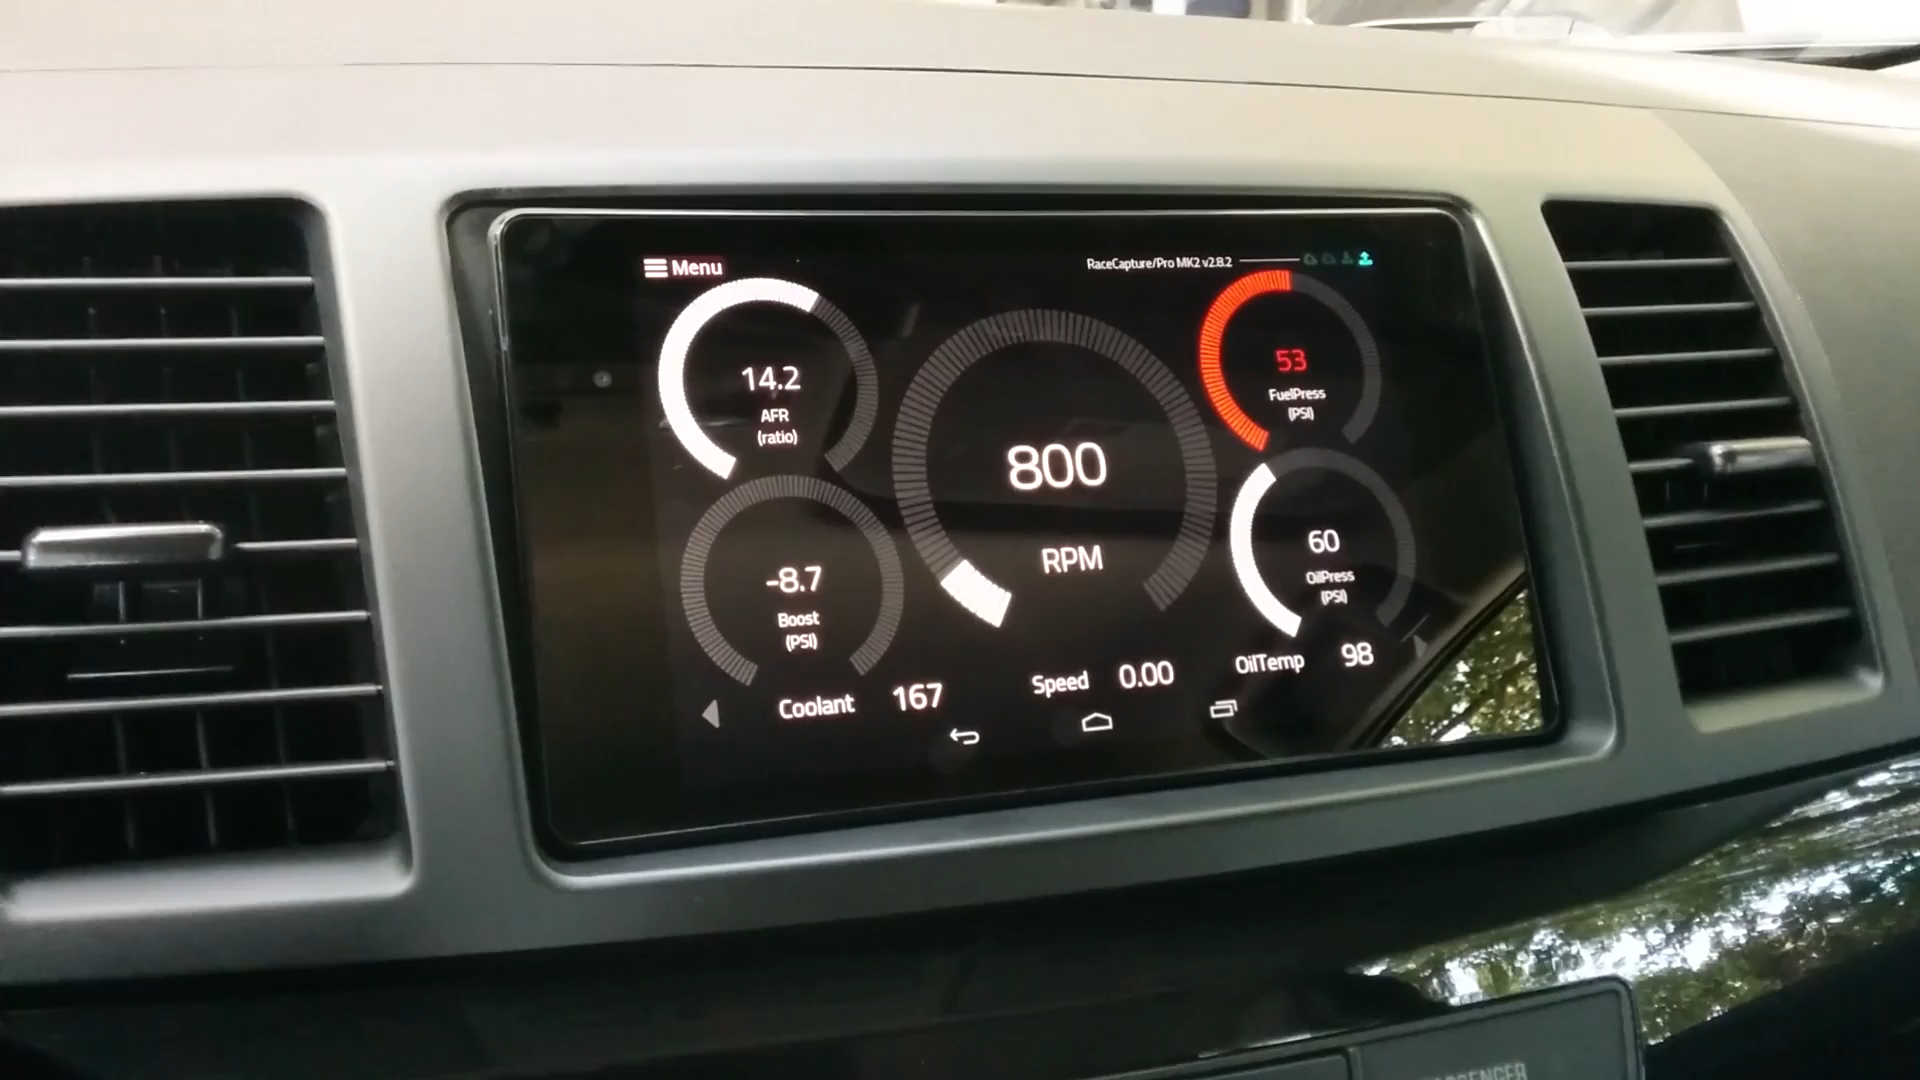 Menu
RaceCapture/Pro MK2 v2.8.2
14.2
AFR
(ratio)
53
FuelPress
(PSI)
800
RPM
-8.7
Boost
(PSI)
60
OilPress
(PSI)
Coolant 167
Speed 0.00
OilTemp 98